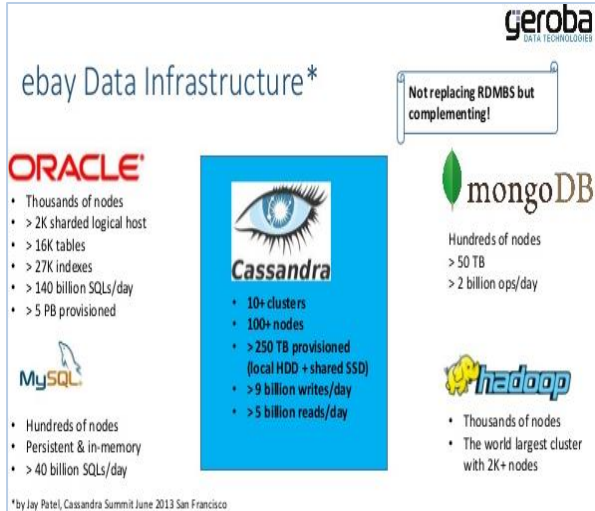 geroba
DATA TECHNOLOGIES
ebay Data Infrastructure*
Not replacing RDMBS but
complementing!
ORACLE
• Thousands of nodes
• > 2K sharded logical host
• > 16K tables
• > 27K indexes
• > 140 billion SQLs/day
• > 5 PB provisioned
MySQL
• Hundreds of nodes
• Persistent & in-memory
• > 40 billion SQLs/day
Cassandra
• 10+ clusters
• 100+ nodes
• > 250 TB provisioned
(local HDD + shared SSD)
• > 9 billion writes/day
• > 5 billion reads/day
mongoDB
Hundreds of nodes
> 50 TB
> 2 billion ops/day
hadoop
• Thousands of nodes
• The world largest cluster
with 2K+ nodes
*by Jay Patel, Cassandra Summit June 2013 San Francisco